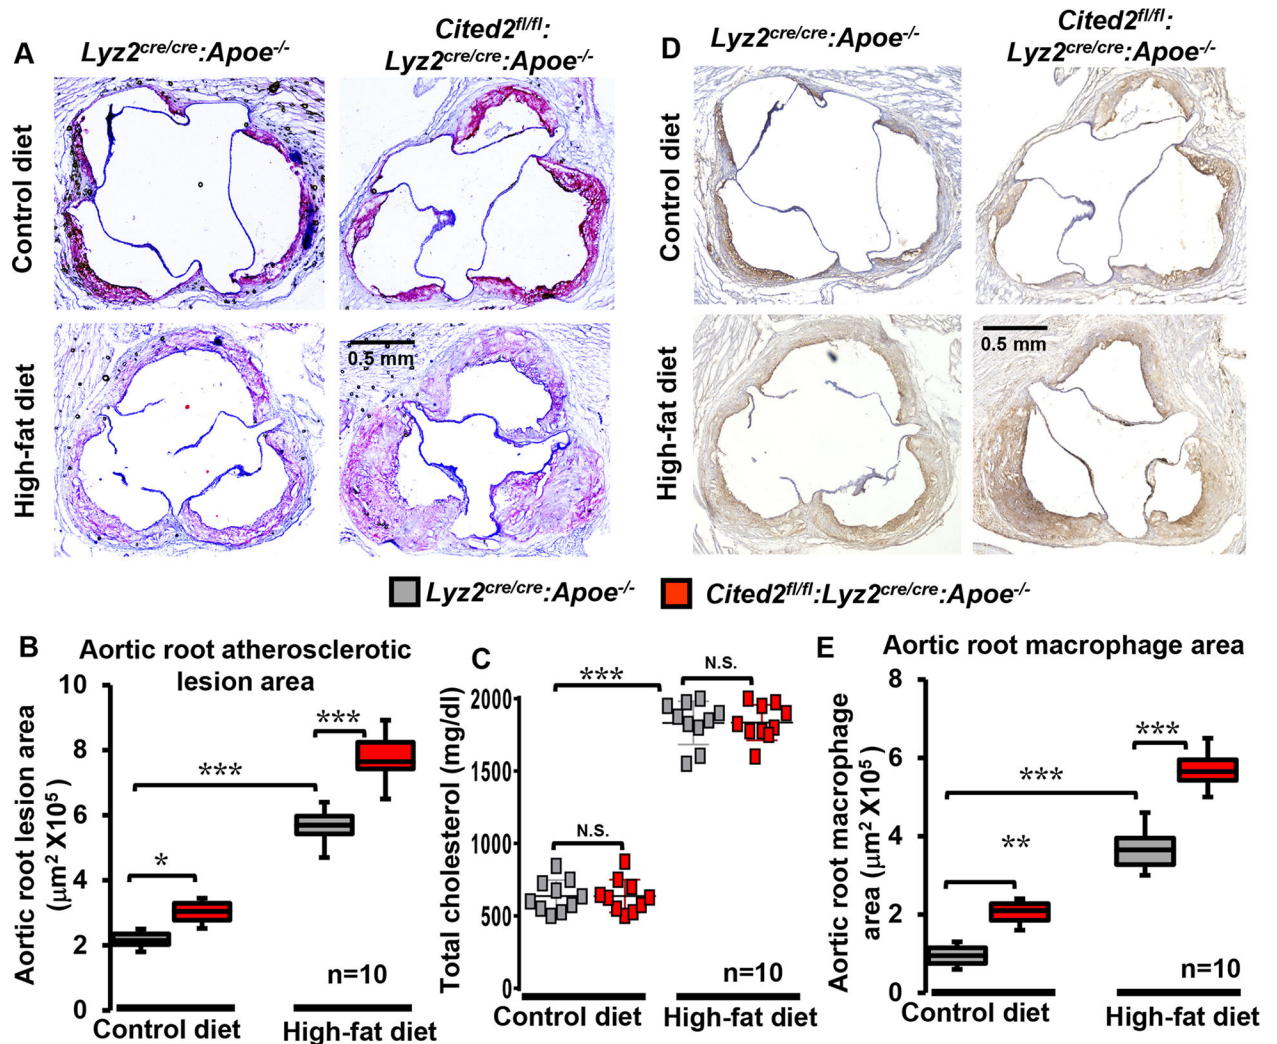 A
Lyz2cre/cre:Apoe-/-
Cited2fl/fl:
Lyz2cre/cre:Apoe-/-
Control diet
High-fat diet
0.5 mm
D
Lyz2cre/cre:Apoe-/-
Cited2fl/fl:
Lyz2cre/cre:Apoe-/-
Control diet
High-fat diet
0.5 mm
Lyz2cre/cre:Apoe-/-
Cited2fl/fl:Lyz2cre/cre:Apoe-/-
B
Aortic root atherosclerotic
lesion area
Aortic root lesion area
(µm2 X105)
10
8
6
4
2
0
*
***
***
n=10
Control diet
High-fat diet
C
Total cholesterol (mg/dl)
2000
1500
1000
500
0
***
N.S.
N.S.
n=10
Control diet
High-fat diet
E
Aortic root macrophage area
Aortic root macrophage
area (µm2 X105)
8
6
4
2
0
**
***
***
n=10
Control diet
High-fat diet